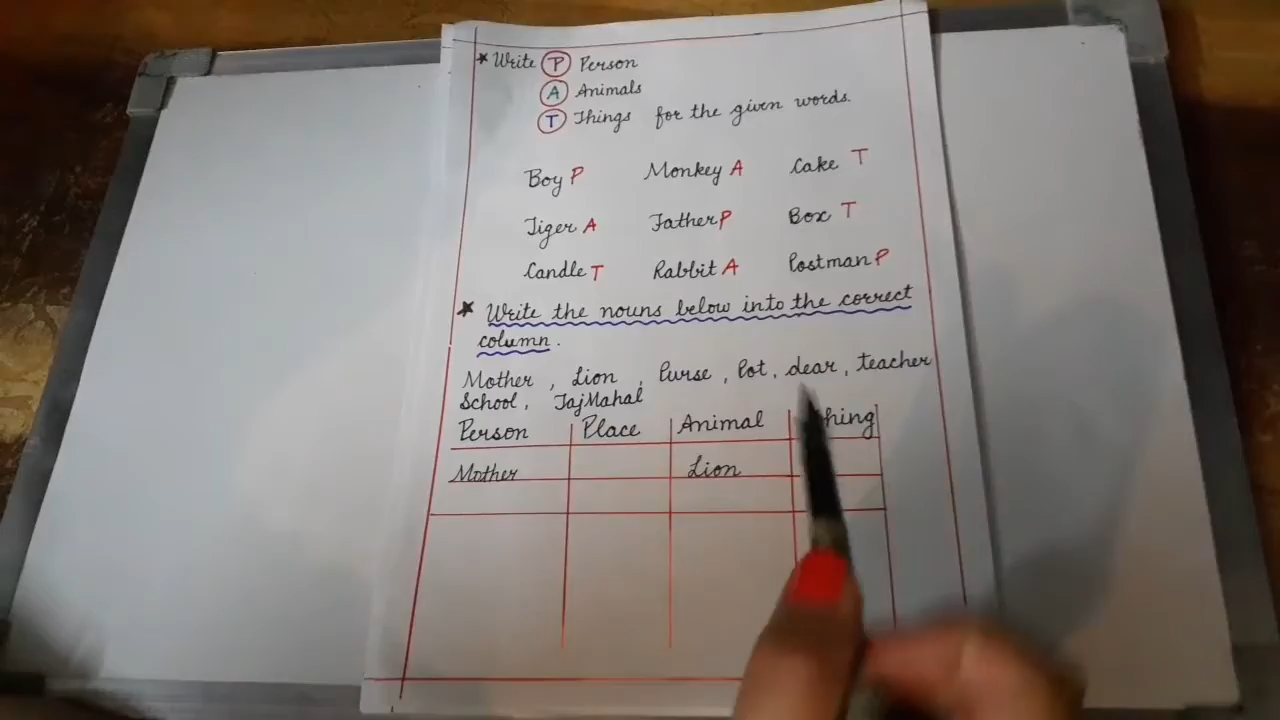 * Write P Person
A Animals
T Things for the given words.
Boy P Monkey A Cake T
Tiger A Father P Box T
Candle T Rabbit A Postman P
* Write the nouns below into the correct
column.
Mother, Lion, Purse, Pot, dear, teacher
School, TajMahal
Person Place Animal Thing
Mother Lion